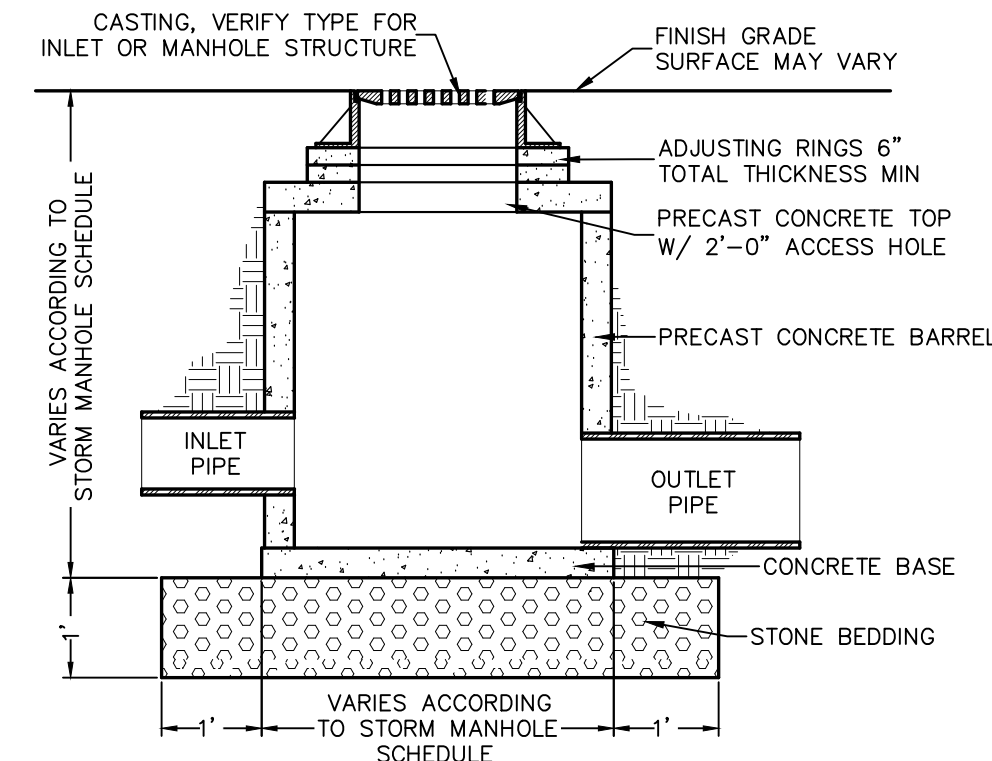 CASTING, VERIFY TYPE FOR
INLET OR MANHOLE STRUCTURE
FINISH GRADE
SURFACE MAY VARY
ADJUSTING RINGS 6"
TOTAL THICKNESS MIN
PRECAST CONCRETE TOP
W/ 2'-0" ACCESS HOLE
VARIES ACCORDING TO
STORM MANHOLE SCHEDULE
PRECAST CONCRETE BARREL
INLET
PIPE
OUTLET
PIPE
CONCRETE BASE
1'
STONE BEDDING
1'
VARIES ACCORDING
TO STORM MANHOLE
SCHEDULE
1'